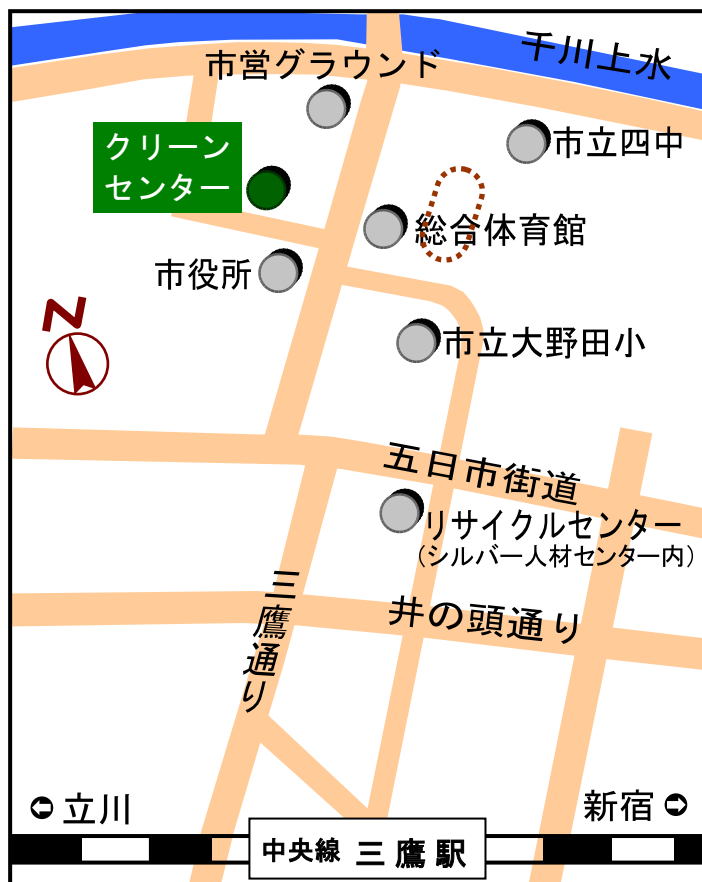 千川上水
市営グラウンド
市立四中
クリーン
センター
総合体育館
市役所
N
市立大野田小
五日市街道
リサイクルセンター
（シルバー人材センター内）
三鷹通り
井の頭通り
立川
新宿
中央線 三鷹駅